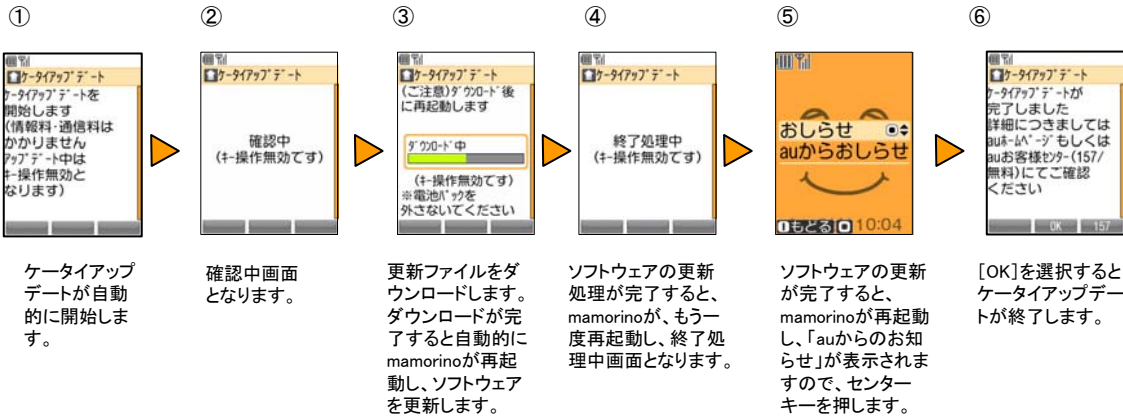 ①
②
③
④
⑤
⑥
ケータイアップデート
ケータイアップデートを
開始します
(情報料・通信料は
かかりません
アップデート中は
キー操作無効と
なります)
ケータイアップデート
確認中
(キー操作無効です)
ケータイアップデート
(ご注意)ダウンロード後
に再起動します
ダウンロード中
(キー操作無効です)
※電池パックを
外さないでください
ケータイアップデート
終了処理中
(キー操作無効です)
おしらせ
auからおしらせ
もどる 10:04
ケータイアップデート
ケータイアップデートが
完了しました
詳細につきましては
auホームページもしくは
auお客様センター(157/
無料)にてご確認
ください
OK 157
ケータイアップ
デートが自動
的に開始しま
す。
確認中画面
となります。
更新ファイルをダ
ウンロードします。
ダウンロードが完
了すると自動的に
mamorinoが再起
動し、ソフトウェア
を更新します。
ソフトウェアの更新
処理が完了すると、
mamorinoが、もう一
度再起動し、終了処
理中画面となります。
ソフトウェアの更新
が完了すると、
mamorinoが再起動
し、「auからのお知
らせ」が表示されま
すので、センター
キーを押します。
[OK]を選択すると
ケータイアップデー
トが終了します。